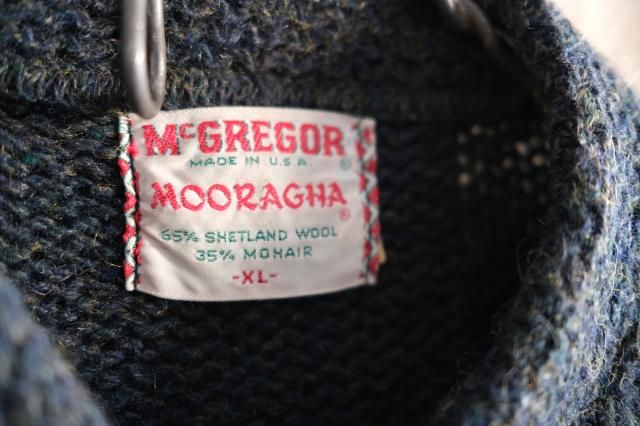 McGREGOR
MADE IN U.S.A. ®
MOORAGHA ®
65% SHETLAND WOOL
35% MOHAIR
-XL-